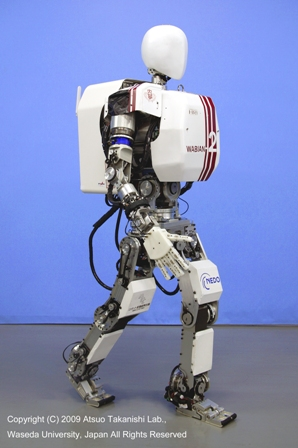 WABIAN
2
NEDO
Copyright (C) 2009 Atsuo Takanishi Lab.,
Waseda University, Japan All Rights Reserved